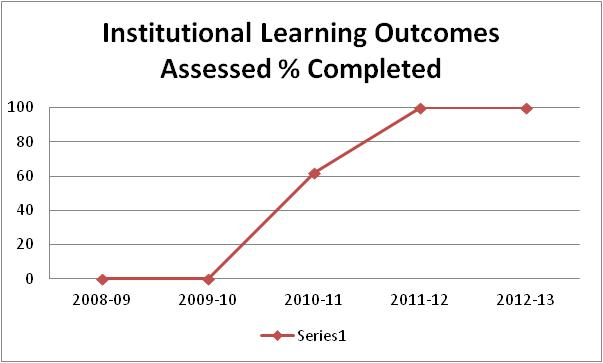 Institutional Learning Outcomes
Assessed % Completed
100
80
60
40
20
0
2008-09 2009-10 2010-11 2011-12 2012-13
Series1